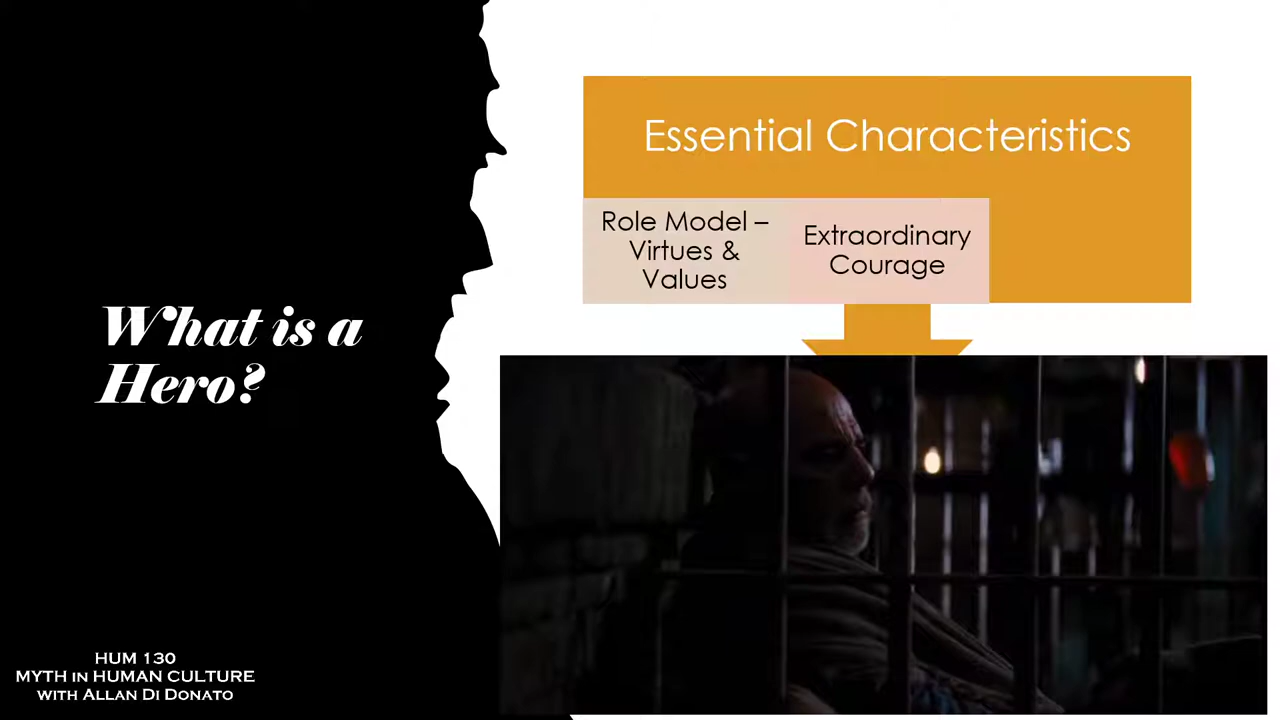 Essential Characteristics
Role Model –
Virtues &
Values
Extraordinary
Courage
What is a
Hero?
HUM 130
MYTH in HUMAN CULTURE
WITH ALLAN DI DONATO